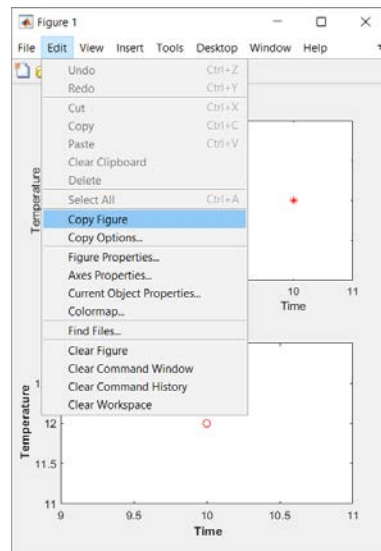 Figure 1
File Edit View Insert Tools Desktop Window Help
Undo Ctrl+Z
Redo Ctrl+Y
Cut Ctrl+X
Copy Ctrl+C
Paste Ctrl+V
Clear Clipboard
Delete
Select All Ctrl+A
Copy Figure
Copy Options...
Figure Properties...
Axes Properties...
Current Object Properties...
Colormap...
Find Files...
Clear Figure
Clear Command Window
Clear Command History
Clear Workspace
Temperature
10 11
Time
Temperature
12
11.5
11
9 9.5 10 10.5 11
Time